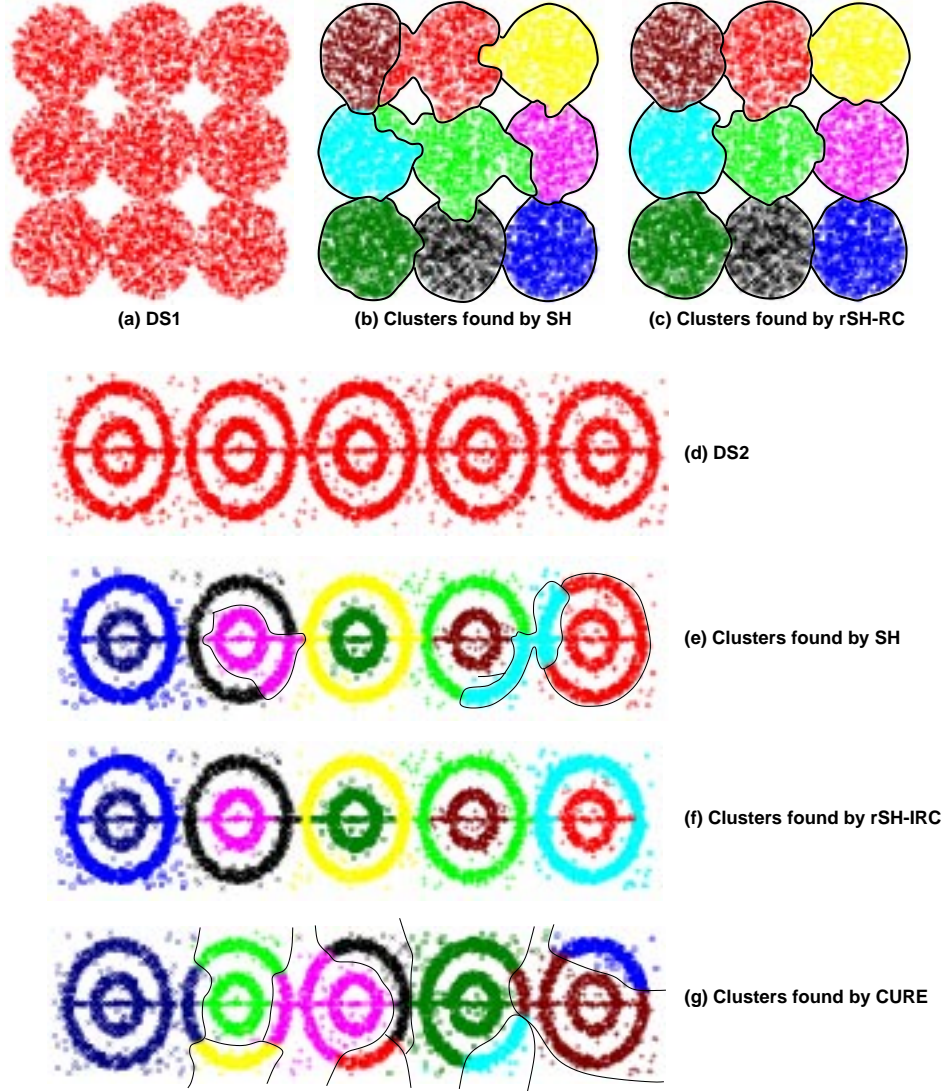 (a) DS1
(b) Clusters found by SH
(c) Clusters found by rSH-RC
(d) DS2
(e) Clusters found by SH
(f) Clusters found by rSH-IRC
(g) Clusters found by CURE